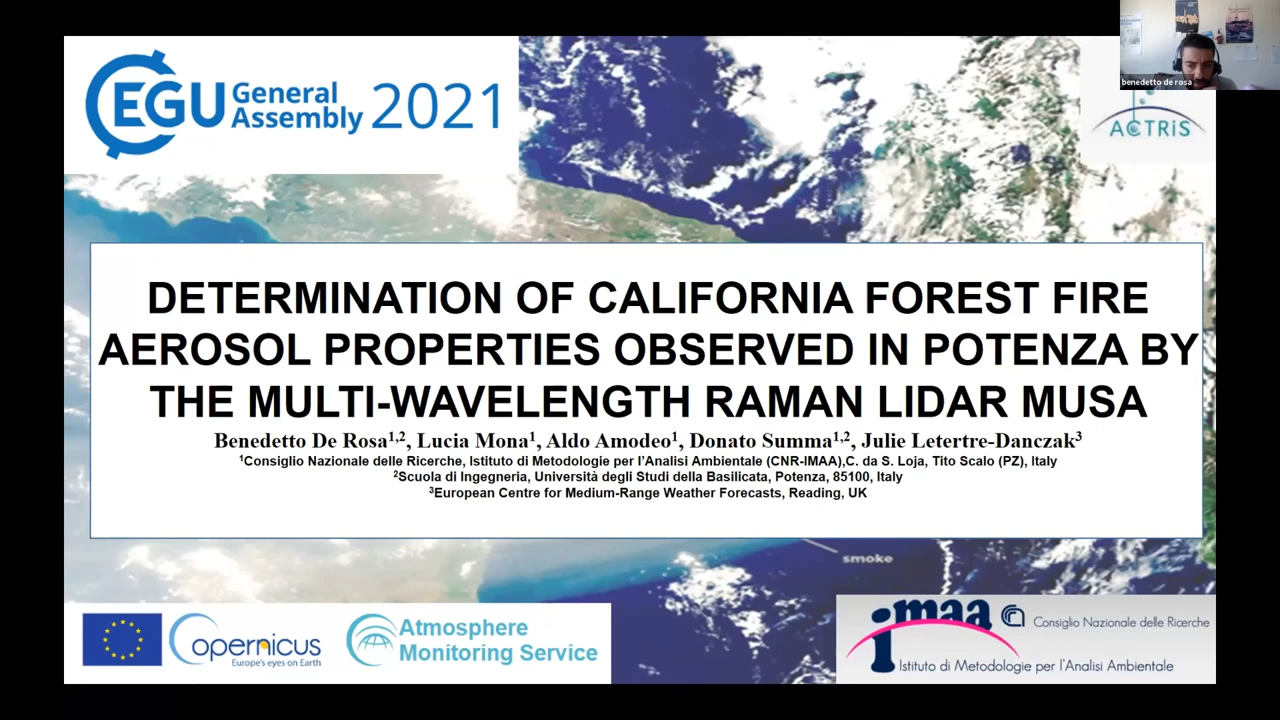 benedetto de rosa
EGU General Assembly 2021
ACTRiS
DETERMINATION OF CALIFORNIA FOREST FIRE
AEROSOL PROPERTIES OBSERVED IN POTENZA BY
THE MULTI-WAVELENGTH RAMAN LIDAR MUSA
Benedetto De Rosa1,2, Lucia Mona1, Aldo Amodeo1, Donato Summa1,2, Julie Letertre-Danczak3
1Consiglio Nazionale delle Ricerche, Istituto di Metodologie per l'Analisi Ambientale (CNR-IMAA),C. da S. Loja, Tito Scalo (PZ), Italy
2Scuola di Ingegneria, Università degli Studi della Basilicata, Potenza, 85100, Italy
3European Centre for Medium-Range Weather Forecasts, Reading, UK
smoke
opernicus
Europe's eyes on Earth
Atmosphere
Monitoring Service
imaa
Consiglio Nazionale delle Ricerche
Istituto di Metodologie per l'Analisi Ambientale